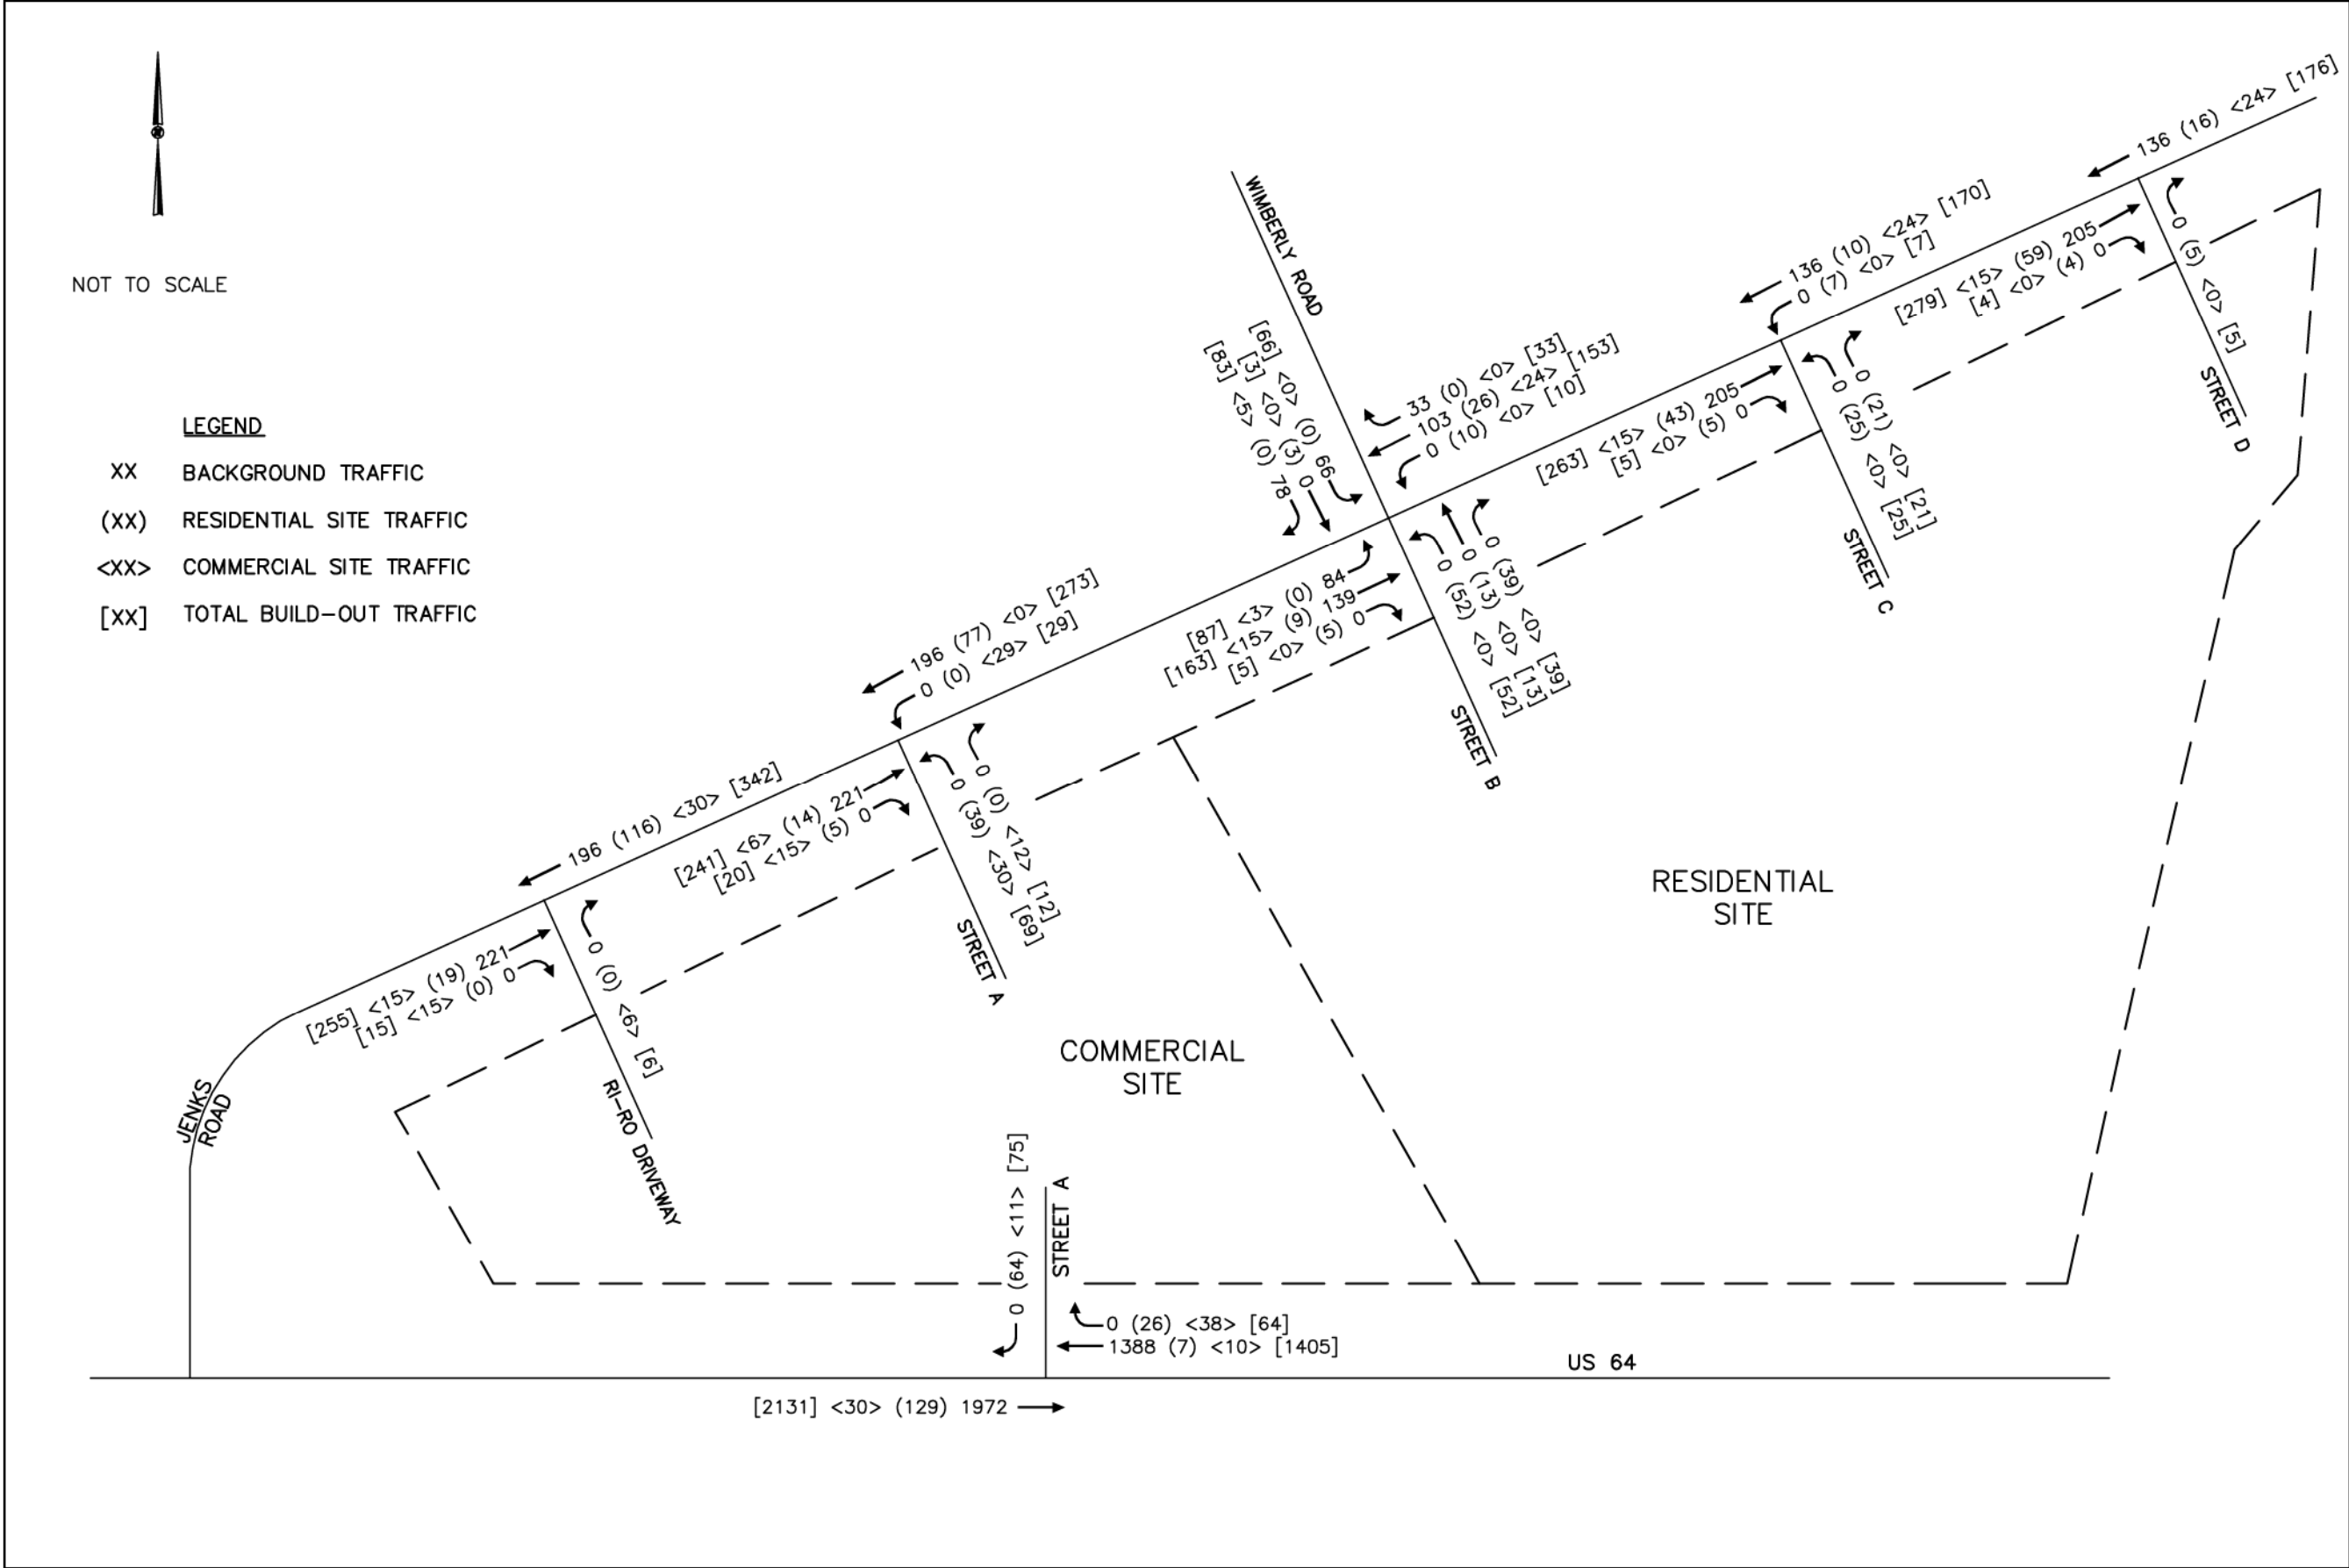 136 (16) <24> [176]
WIMBERLY ROAD
136 (10) <24> [170]
0 (7) <0> [7]
[279] <15> (59) 205
[4] <0> (4) 0
0 (5) <0> [5]
STREET D
NOT TO SCALE
[66] <0> (0) 66
[3] <0> (3) 0
[83] <5> (0) 78
33 (0) <0> [33]
103 (26) <24> [153]
0 (10) <0> [10]
[263] <15> (43) 205
[5] <0> (5) 0
0 (21) <0> [21]
0 (25) <0> [25]
STREET C
LEGEND
XX BACKGROUND TRAFFIC
(XX) RESIDENTIAL SITE TRAFFIC
<XX> COMMERCIAL SITE TRAFFIC
[XX] TOTAL BUILD-OUT TRAFFIC
196 (77) <0> [273]
0 (0) <29> [29]
[87] <3> (0) 84
[163] <15> (9) 139
[5] <0> (5) 0
0 (39) <0> [39]
0 (13) <0> [13]
0 (52) <0> [52]
STREET B
196 (116) <30> [342]
[241] <6> (14) 221
[20] <15> (5) 0
0 (0) <12> [12]
0 (39) <30> [69]
STREET A
RESIDENTIAL
SITE
[255] <15> (19) 221
[15] <15> (0) 0
0 (0) <6> [6]
RI-RO DRIVEWAY
COMMERCIAL
SITE
JENKS
ROAD
0 (64) <11> [75]
STREET A
0 (26) <38> [64]
1388 (7) <10> [1405]
US 64
[2131] <30> (129) 1972